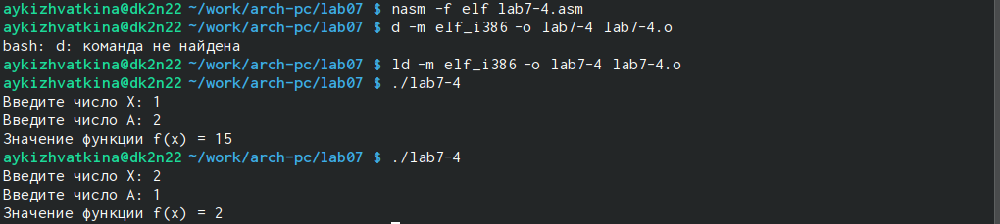 aykizhvatkina@dk2n22 ~/work/arch-pc/lab07 $ nasm -f elf lab7-4.asm
aykizhvatkina@dk2n22 ~/work/arch-pc/lab07 $ d -m elf_i386 -o lab7-4 lab7-4.o
bash: d: команда не найдена
aykizhvatkina@dk2n22 ~/work/arch-pc/lab07 $ ld -m elf_i386 -o lab7-4 lab7-4.o
aykizhvatkina@dk2n22 ~/work/arch-pc/lab07 $ ./lab7-4
Введите число X: 1
Введите число А: 2
Значение функции f(x) = 15
aykizhvatkina@dk2n22 ~/work/arch-pc/lab07 $ ./lab7-4
Введите число X: 2
Введите число А: 1
Значение функции f(x) = 2